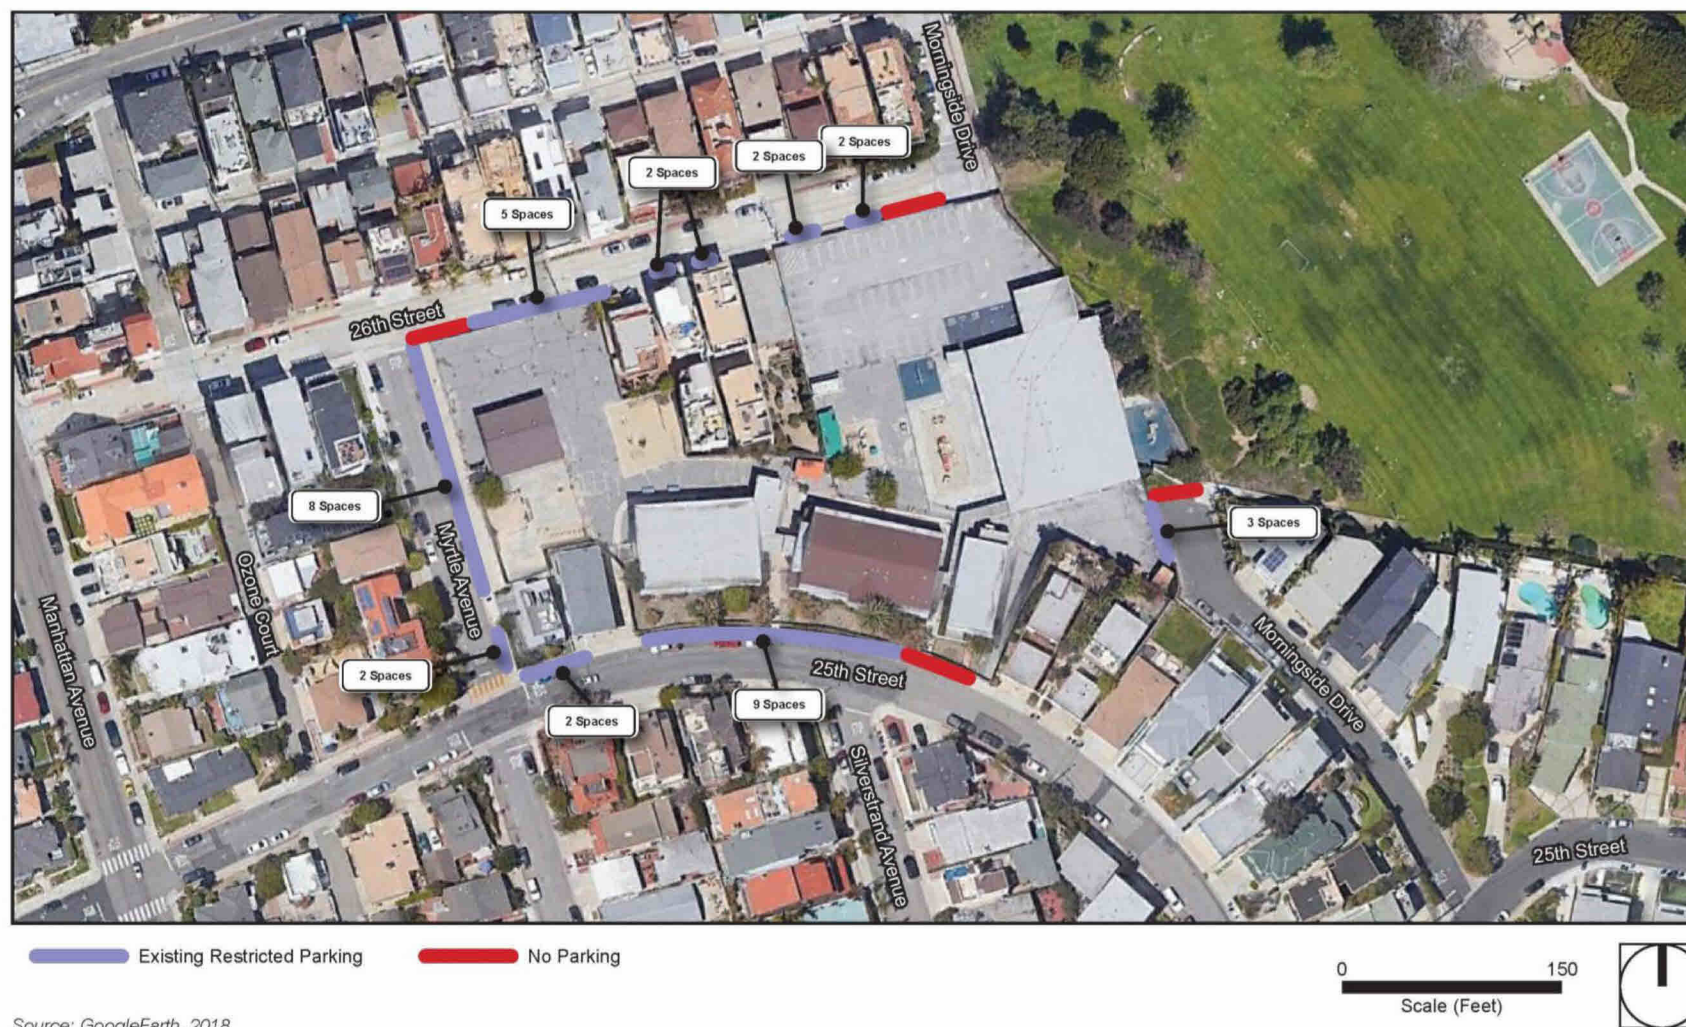 Morningside Drive
2 Spaces
2 Spaces
2 Spaces
5 Spaces
26th Street
8 Spaces
3 Spaces
Myrtle Avenue
Ozone Court
Manhattan Avenue
2 Spaces
2 Spaces
9 Spaces
25th Street
Morningside Drive
Silverstrand Avenue
25th Street
Existing Restricted Parking
No Parking
0
150
Scale (Feet)
Source: GoogleEarth, 2018